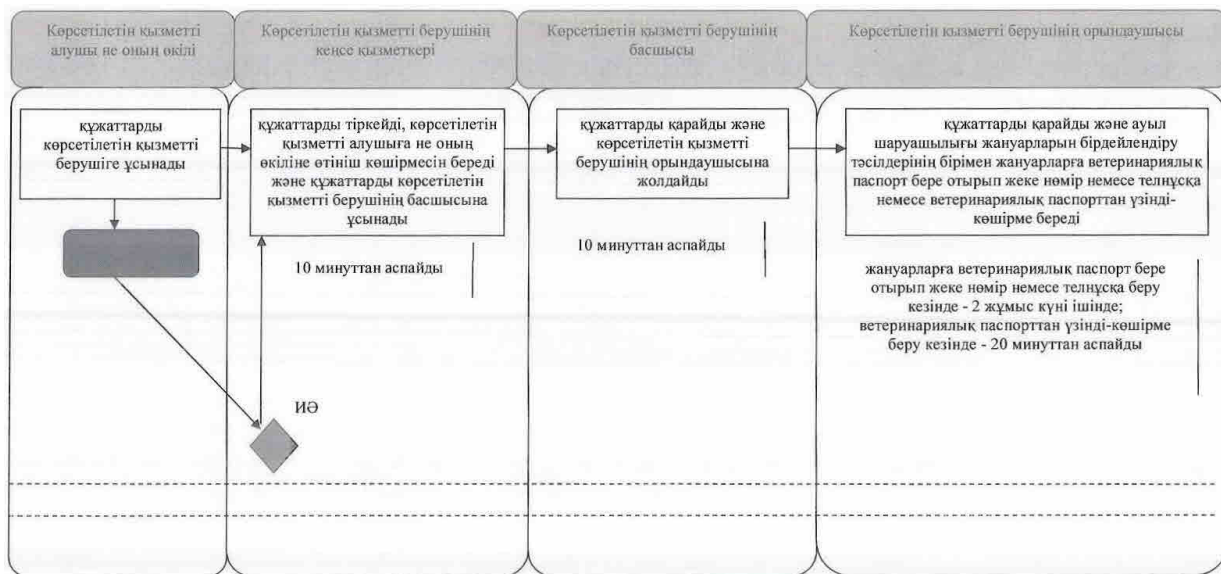 Көрсетілетін қызметті
алушы не оның өкілі
Көрсетілетін қызметті берушінің
кеңсе қызметкері
Көрсетілетін қызметті берушінің
басшысы
Көрсетілетін қызметті берушінің орындаушысы
құжаттарды
көрсетілетін қызметті
берушіге ұсынады
құжаттарды тіркейді, көрсетілетін
қызметті алушыға не оның
өкіліне өтініш көшірмесін береді
және құжаттарды көрсетілетін
қызметті берушінің басшысына
ұсынады
құжаттарды қарайды және
көрсетілетін қызметті
берушінің орындаушысына
жолдайды
құжаттарды қарайды және ауыл
шаруашылығы жануарларын бірдейлендіру
тәсілдерінің бірімен жануарларға ветеринариялық
паспорт бере отырып жеке нөмір немесе телнұсқа
немесе ветеринариялық паспорттан үзінді-
көшірме береді
10 минуттан аспайды
10 минуттан аспайды
жануарларға ветеринариялық паспорт бере
отырып жеке нөмір немесе телнұсқа беру
кезінде - 2 жұмыс күні ішінде;
ветеринариялық паспорттан үзінді-көшірме
беру кезінде - 20 минуттан аспайды
ИӘ